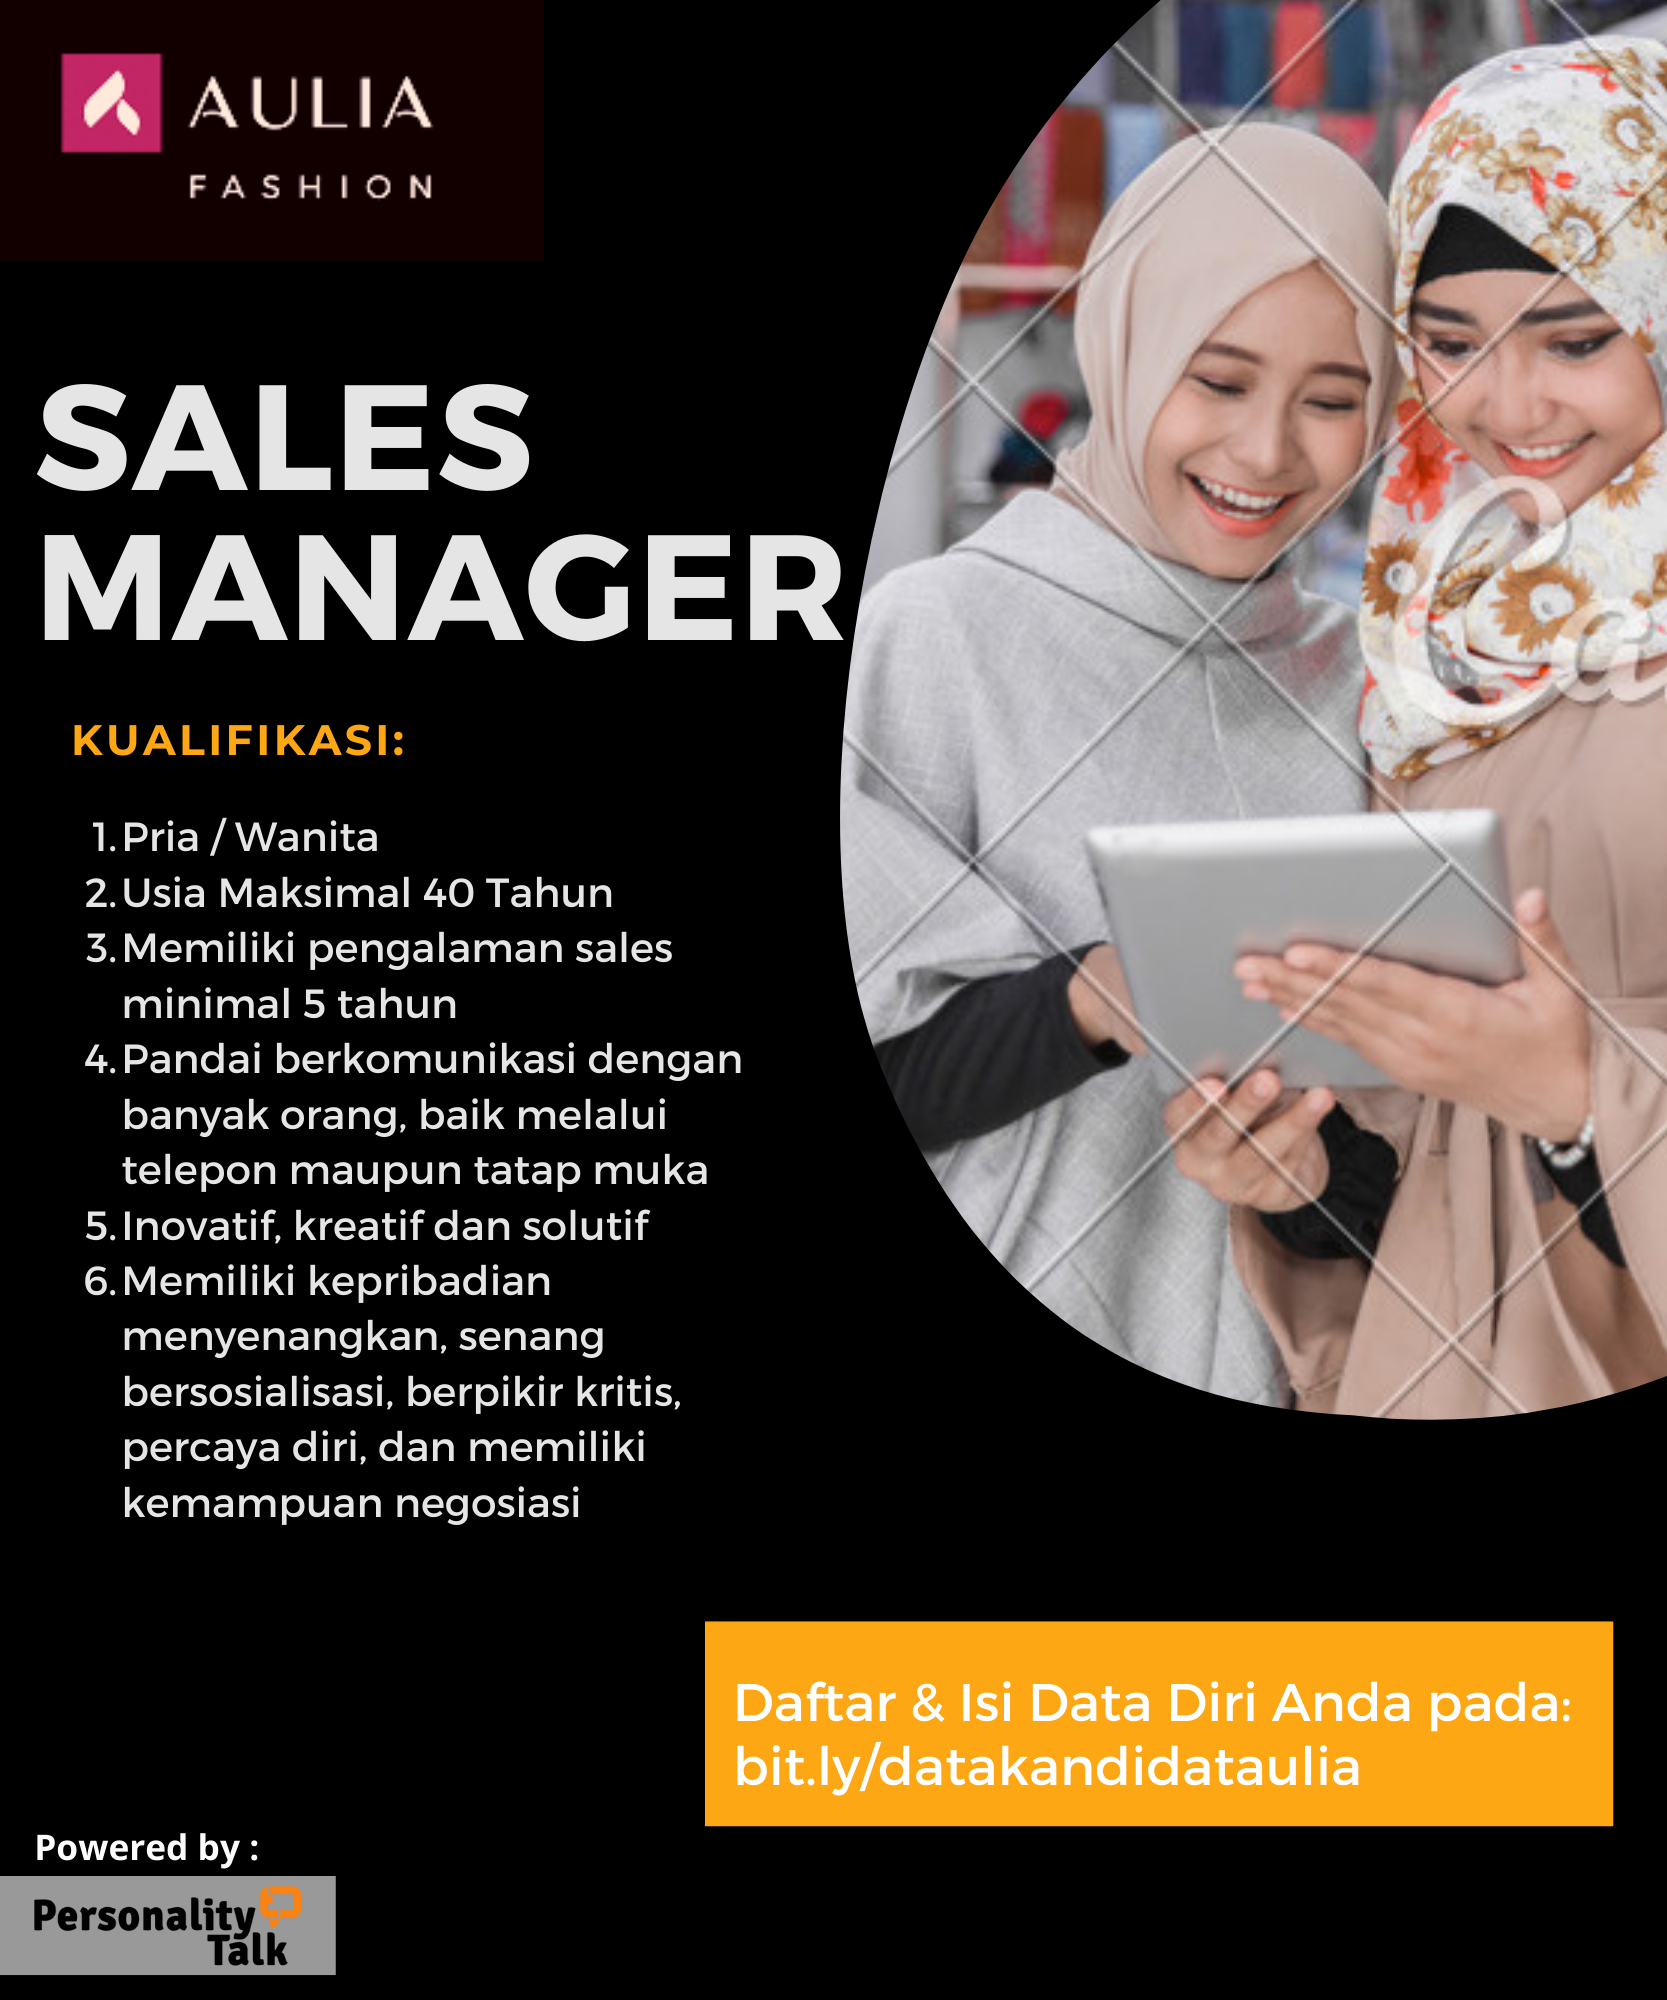 AULIA
FASHION
SALES
MANAGER
KUALIFIKASI:
1. Pria / Wanita
2. Usia Maksimal 40 Tahun
3. Memiliki pengalaman sales
minimal 5 tahun
4. Pandai berkomunikasi dengan
banyak orang, baik melalui
telepon maupun tatap muka
5. Inovatif, kreatif dan solutif
6. Memiliki kepribadian
menyenangkan, senang
bersosialisasi, berpikir kritis,
percaya diri, dan memiliki
kemampuan negosiasi
Daftar & Isi Data Diri Anda pada:
bit.ly/datakandidataulia
Powered by :
Personality
Talk